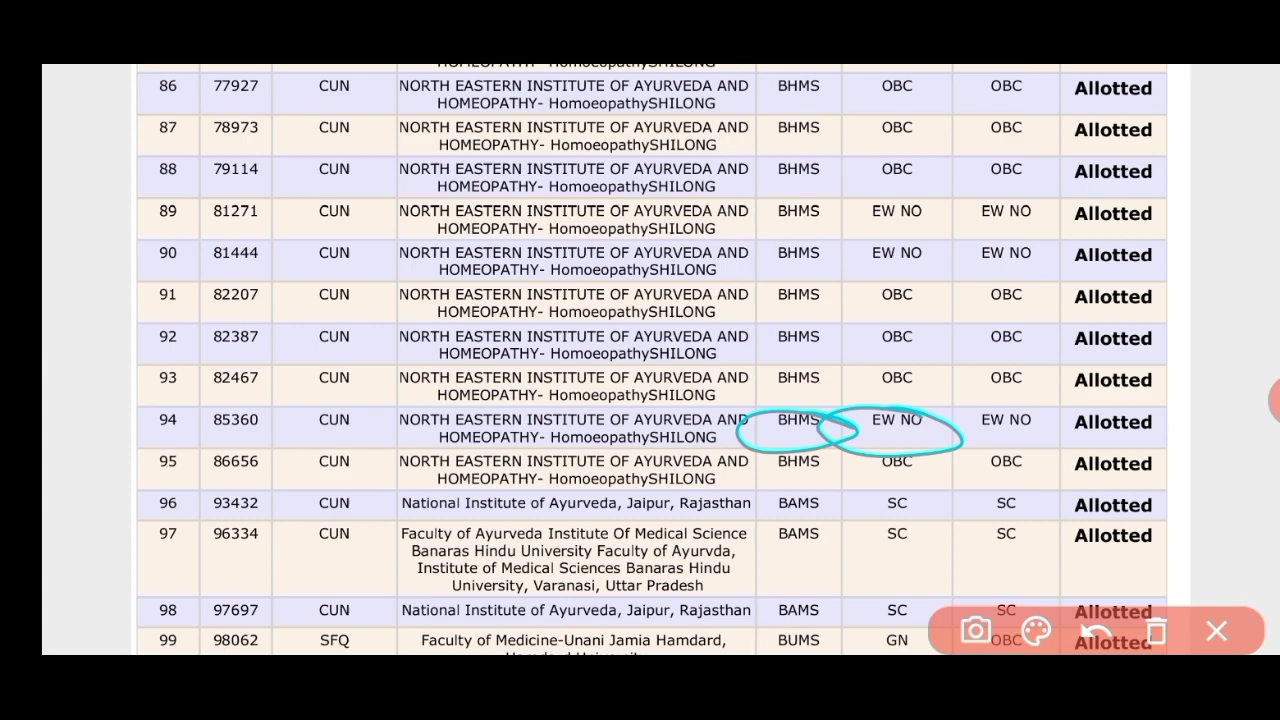 HOMEOPATHY- HomoeopathySHILONG
86 77927 CUN NORTH EASTERN INSTITUTE OF AYURVEDA AND BHMS OBC OBC Allotted
HOMEOPATHY- HomoeopathySHILONG
87 78973 CUN NORTH EASTERN INSTITUTE OF AYURVEDA AND BHMS OBC OBC Allotted
HOMEOPATHY- HomoeopathySHILONG
88 79114 CUN NORTH EASTERN INSTITUTE OF AYURVEDA AND BHMS OBC OBC Allotted
HOMEOPATHY- HomoeopathySHILONG
89 81271 CUN NORTH EASTERN INSTITUTE OF AYURVEDA AND BHMS EW NO EW NO Allotted
HOMEOPATHY- HomoeopathySHILONG
90 81444 CUN NORTH EASTERN INSTITUTE OF AYURVEDA AND BHMS EW NO EW NO Allotted
HOMEOPATHY- HomoeopathySHILONG
91 82207 CUN NORTH EASTERN INSTITUTE OF AYURVEDA AND BHMS OBC OBC Allotted
HOMEOPATHY- HomoeopathySHILONG
92 82387 CUN NORTH EASTERN INSTITUTE OF AYURVEDA AND BHMS OBC OBC Allotted
HOMEOPATHY- HomoeopathySHILONG
93 82467 CUN NORTH EASTERN INSTITUTE OF AYURVEDA AND BHMS OBC OBC Allotted
HOMEOPATHY- HomoeopathySHILONG
94 85360 CUN NORTH EASTERN INSTITUTE OF AYURVEDA AND BHMS EW NO EW NO Allotted
HOMEOPATHY- HomoeopathySHILONG
95 86656 CUN NORTH EASTERN INSTITUTE OF AYURVEDA AND BHMS OBC OBC Allotted
HOMEOPATHY- HomoeopathySHILONG
96 93432 CUN National Institute of Ayurveda, Jaipur, Rajasthan BAMS SC SC Allotted
97 96334 CUN Faculty of Ayurveda Institute Of Medical Science BAMS SC SC Allotted
Banaras Hindu University Faculty of Ayurvda,
Institute of Medical Sciences Banaras Hindu
University, Varanasi, Uttar Pradesh
98 97697 CUN National Institute of Ayurveda, Jaipur, Rajasthan BAMS SC SC Allotted
99 98062 SFQ Faculty of Medicine-Unani Jamia Hamdard, BUMS GN OBC Allotted